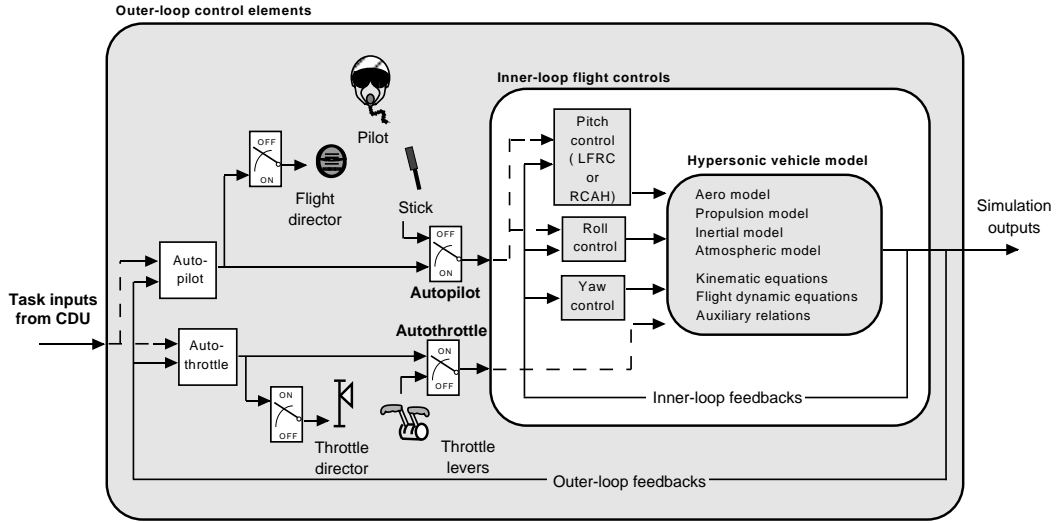 Outer-loop control elements
Inner-loop flight controls
Pilot
OFF
ON
Flight
director
Stick
OFF
ON
Autopilot
Auto-
pilot
Task inputs
from CDU
Auto-
throttle
Autothrottle
ON
OFF
ON
OFF
Throttle
director
Throttle
levers
Pitch
control
( LFRC
or
RCAH)
Roll
control
Yaw
control
Hypersonic vehicle model
Aero model
Propulsion model
Inertial model
Atmospheric model
Kinematic equations
Flight dynamic equations
Auxiliary relations
Simulation
outputs
Inner-loop feedbacks
Outer-loop feedbacks